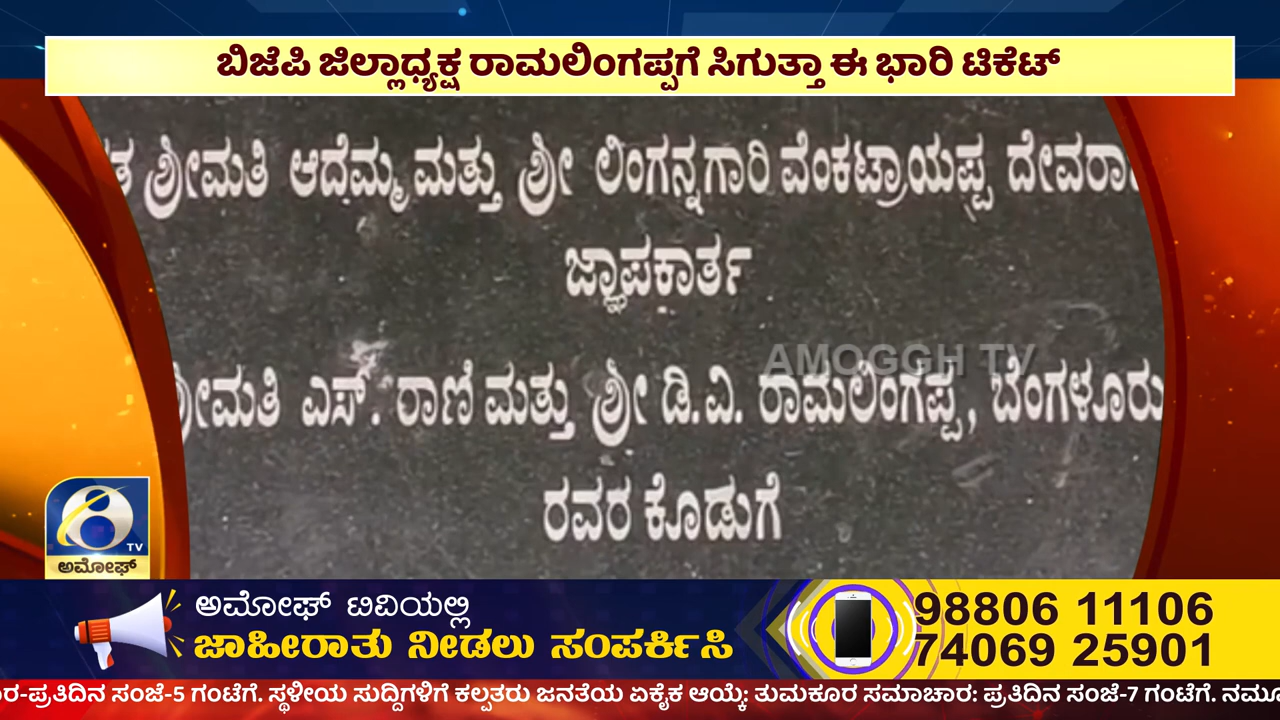 ಬಿಜೆಪಿ ಜಿಲ್ಲಾಧ್ಯಕ್ಷ ರಾಮಲಿಂಗಪ್ಪಗೆ ಸಿಗುತ್ತಾ ಈ ಭಾರಿ ಟಿಕೆಟ್
ಶ್ರೀಮತಿ ಆದೆಮ್ಮ ಮತ್ತು ಶ್ರೀ ಲಿಂಗನ್ನಗಾರಿ ವೆಂಕಟ್ರಾಯಪ್ಪ
ಜ್ಞಾಪಕಾರ್ತ
AMOGGH TV
ಶ್ರೀಮತಿ ಎಸ್. ರಾಣಿ ಮತ್ತು ಶ್ರೀ ಡಿ.ವಿ. ರಾಮಲಿಂಗಪ್ಪ, ಬೆಂಗಳೂರು
ರವರ ಕೊಡುಗೆ
8 TV
ಅಮೋಘ್
ಅಮೋಘ್ ಟಿವಿಯಲ್ಲಿ
ಜಾಹೀರಾತು ನೀಡಲು ಸಂಪರ್ಕಿಸಿ
98806 11106
74069 25901
ರ-ಪ್ರತಿದಿನ ಸಂಜೆ-5 ಗಂಟೆಗೆ. ಸ್ಥಳೀಯ ಸುದ್ದಿಗಳಿಗೆ ಕಲ್ಪತರು ಜನತೆಯ ಏಕೈಕ ಆಯ್ಕೆ: ತುಮಕೂರ ಸಮಾಚಾರ: ಪ್ರತಿದಿನ ಸಂಜೆ-7 ಗಂಟೆಗೆ.